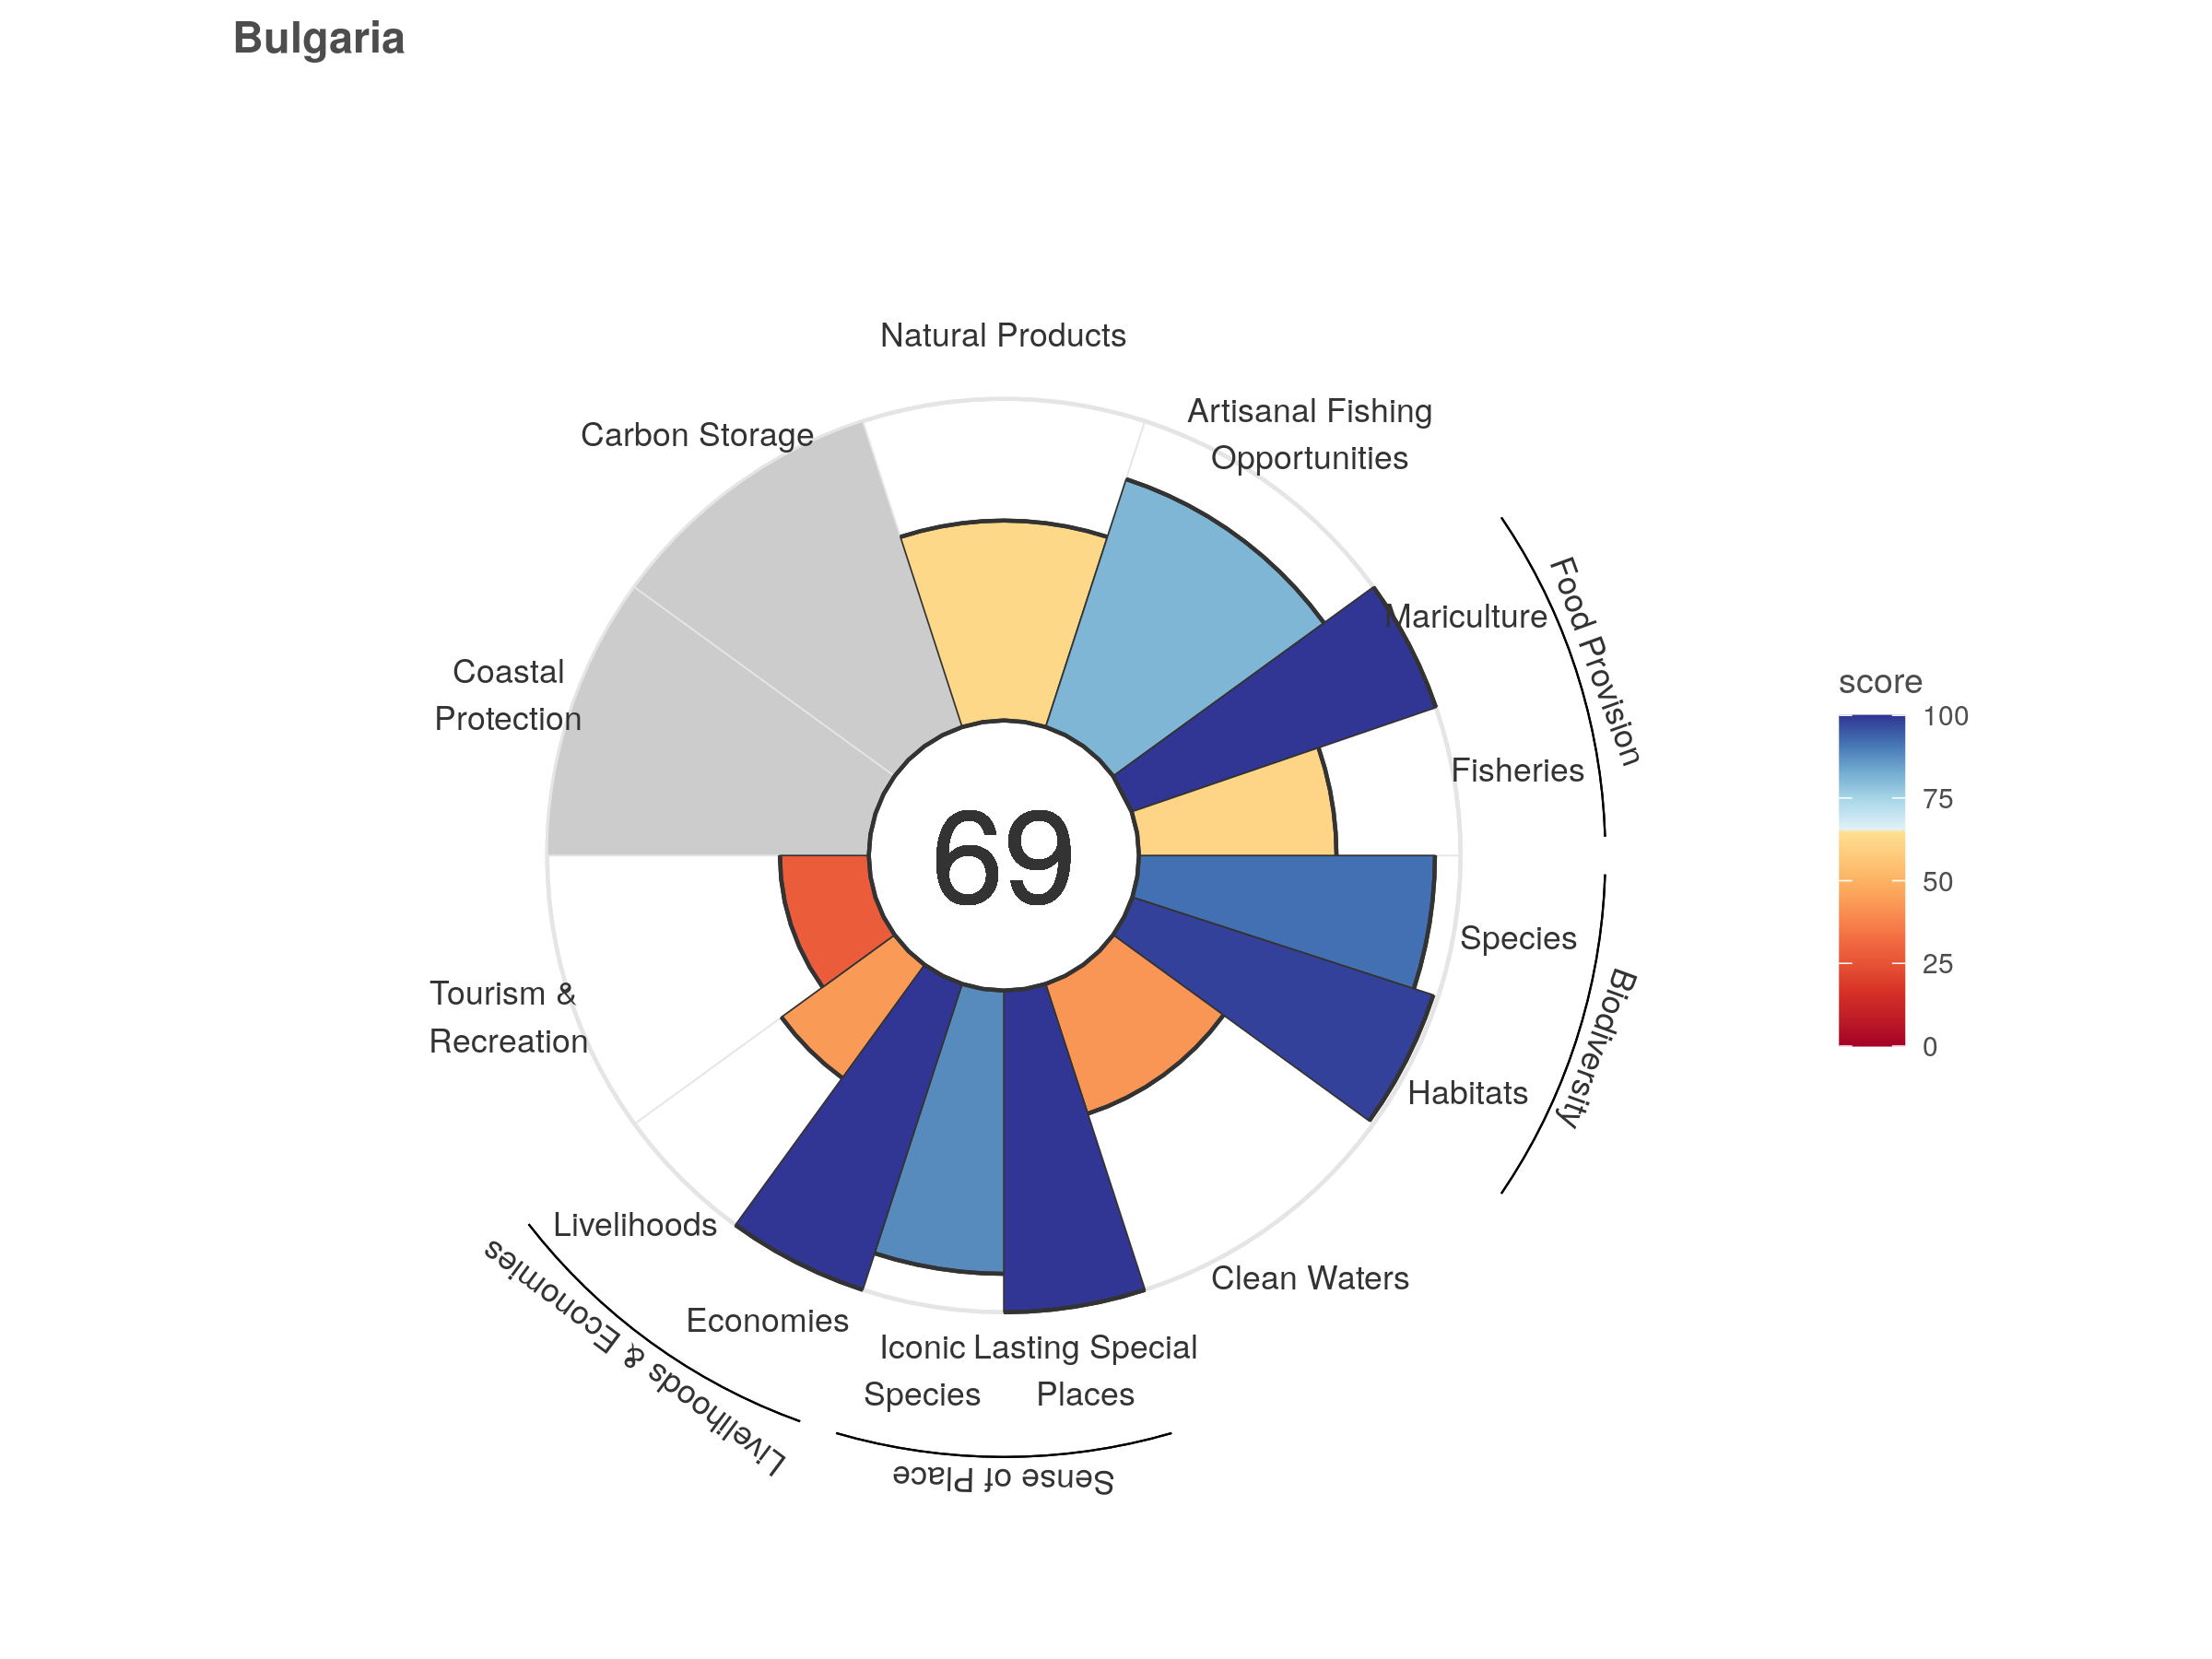 Bulgaria
Natural Products
Artisanal Fishing
Opportunities
Carbon Storage
Mariculture
Food Provision
Coastal
Protection
Fisheries
69
Species
Biodiversity
Habitats
Tourism &
Recreation
Livelihoods
Clean Waters
Economies
Iconic
Species
Lasting Special
Places
Livelihoods & Economies
Sense of Place
score
100
75
50
25
0